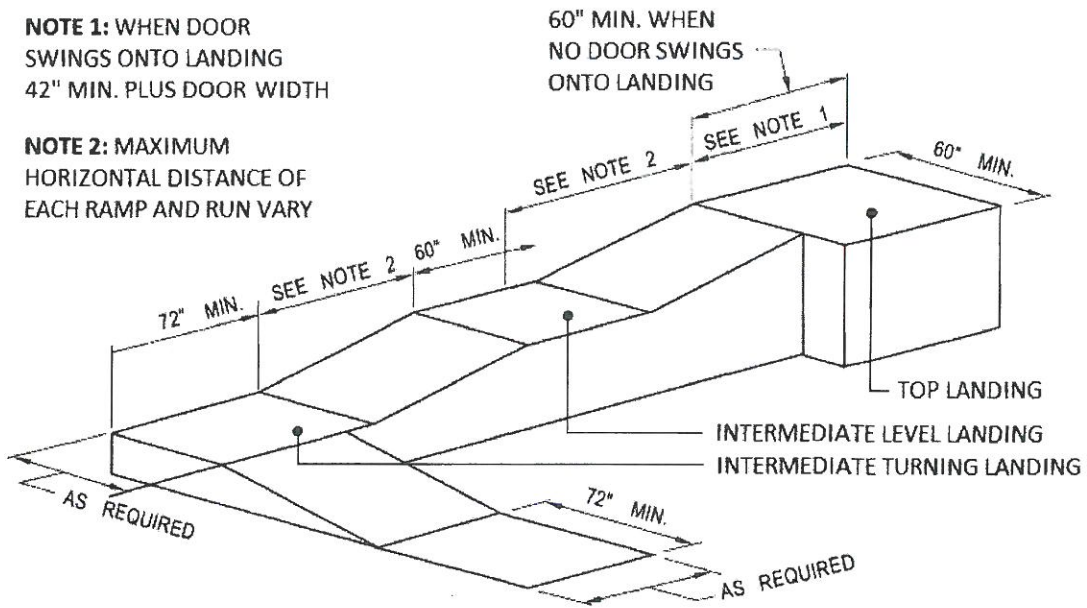 NOTE 1: WHEN DOOR
SWINGS ONTO LANDING
42" MIN. PLUS DOOR WIDTH
NOTE 2: MAXIMUM
HORIZONTAL DISTANCE OF
EACH RAMP AND RUN VARY
60" MIN. WHEN
NO DOOR SWINGS
ONTO LANDING
SEE NOTE 1
60" MIN.
SEE NOTE 2
60" MIN.
SEE NOTE 2
72" MIN.
TOP LANDING
INTERMEDIATE LEVEL LANDING
INTERMEDIATE TURNING LANDING
AS REQUIRED
72" MIN.
AS REQUIRED